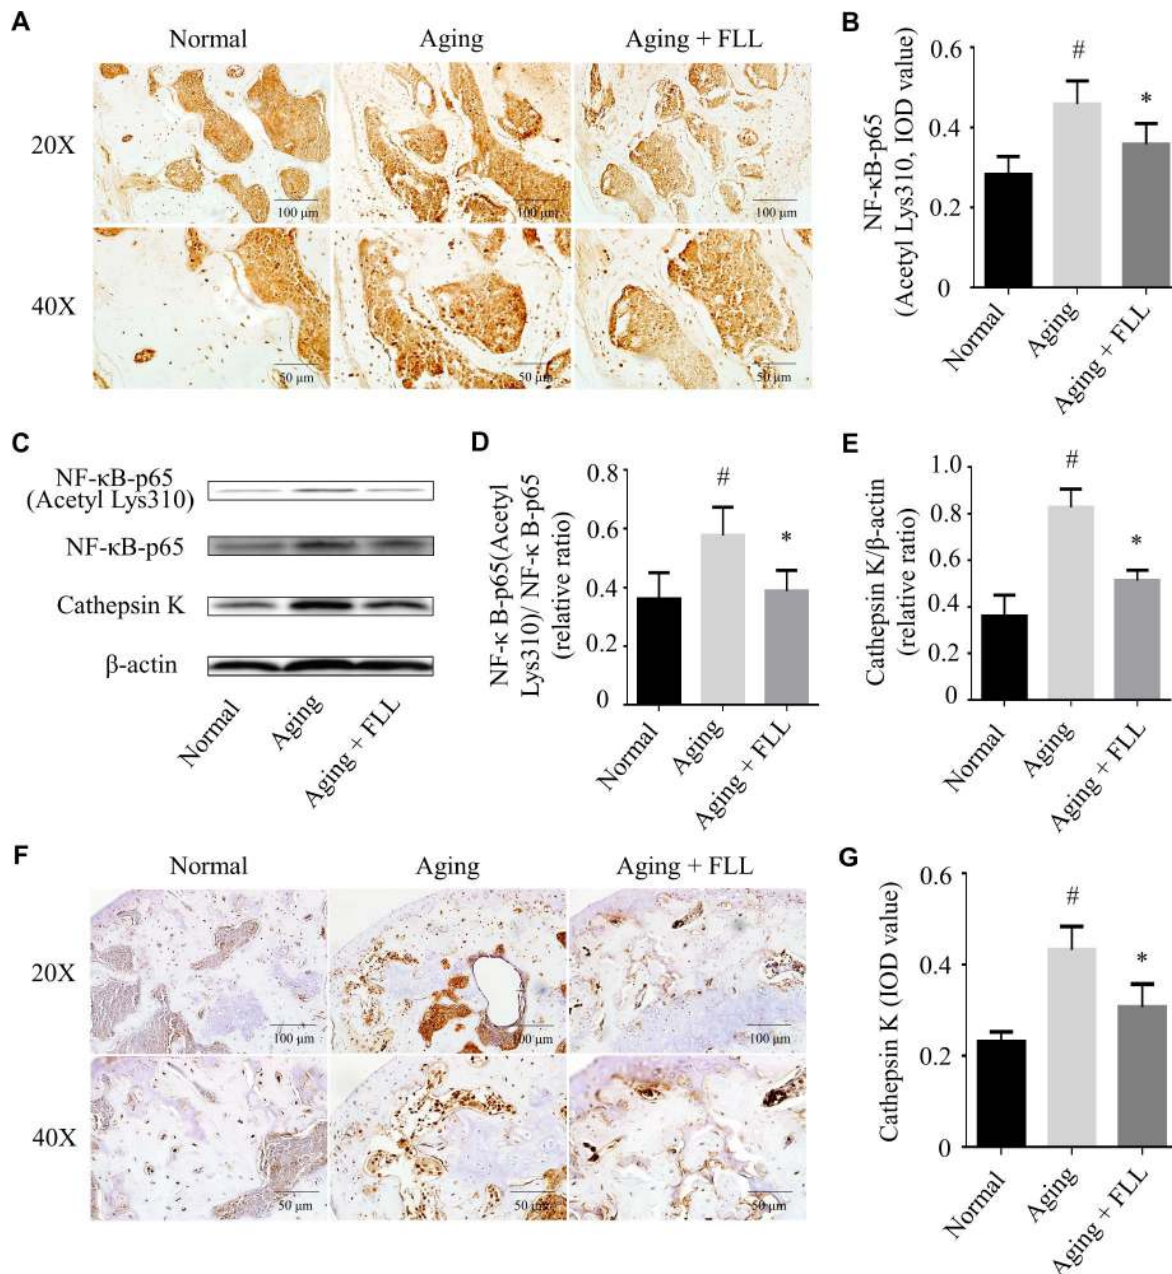 A
Normal
Aging
Aging + FLL
20X
100 μm
100 μm
100 μm
40X
50 μm
50 μm
50 μm
B
NF-κB-p65
(Acetyl Lys310, IOD value)
0.6
0.4
0.2
0
#
*
Normal
Aging
Aging + FLL
C
NF-κB-p65
(Acetyl Lys310)
NF-κB-p65
Cathepsin K
β-actin
Normal
Aging
Aging + FLL
D
NF-κ B-p65(Acetyl
Lys310)/ NF-κ B-p65
(relative ratio)
0.8
0.6
0.4
0.2
0
#
*
Normal
Aging
Aging + FLL
E
Cathepsin K/β-actin
(relative ratio)
1.0
0.8
0.6
0.4
0.2
0
#
*
Normal
Aging
Aging + FLL
F
Normal
Aging
Aging + FLL
20X
100 μm
100 μm
100 μm
40X
50 μm
50 μm
50 μm
G
Cathepsin K (IOD value)
0.6
0.4
0.2
0
#
*
Normal
Aging
Aging + FLL